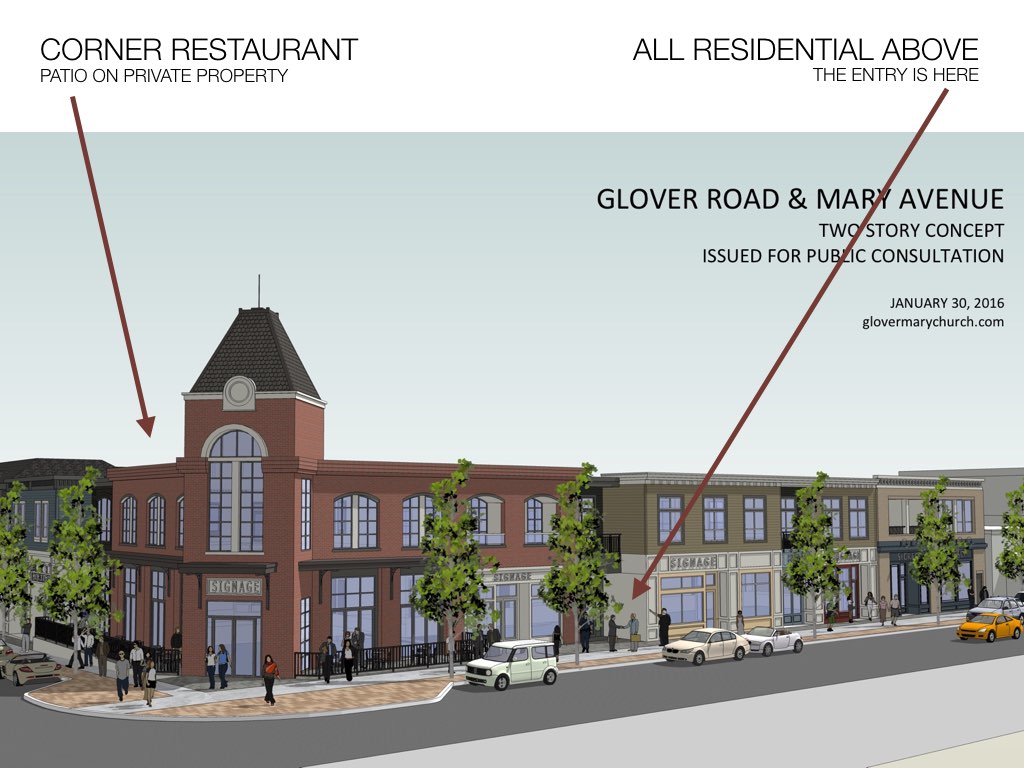 CORNER RESTAURANT
PATIO ON PRIVATE PROPERTY
ALL RESIDENTIAL ABOVE
THE ENTRY IS HERE
GLOVER ROAD & MARY AVENUE
TWO STORY CONCEPT
ISSUED FOR PUBLIC CONSULTATION
JANUARY 30, 2016
glovermarychurch.com
SIGNAGE
SIGNAGE
SIGNAGE